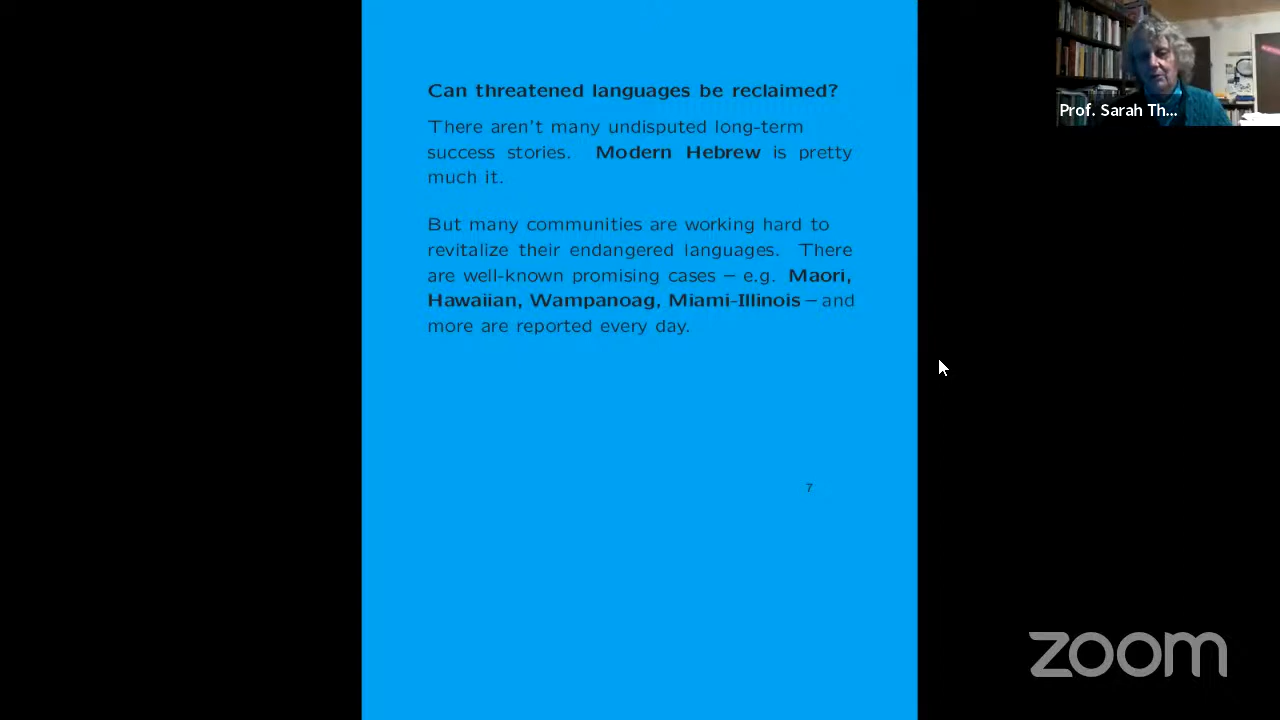 Can threatened languages be reclaimed?
There aren't many undisputed long-term
success stories. Modern Hebrew is pretty
much it.
But many communities are working hard to
revitalize their endangered languages. There
are well-known promising cases – e.g. Maori,
Hawaiian, Wampanoag, Miami-Illinois – and
more are reported every day.
7
Prof. Sarah Th...
zoom